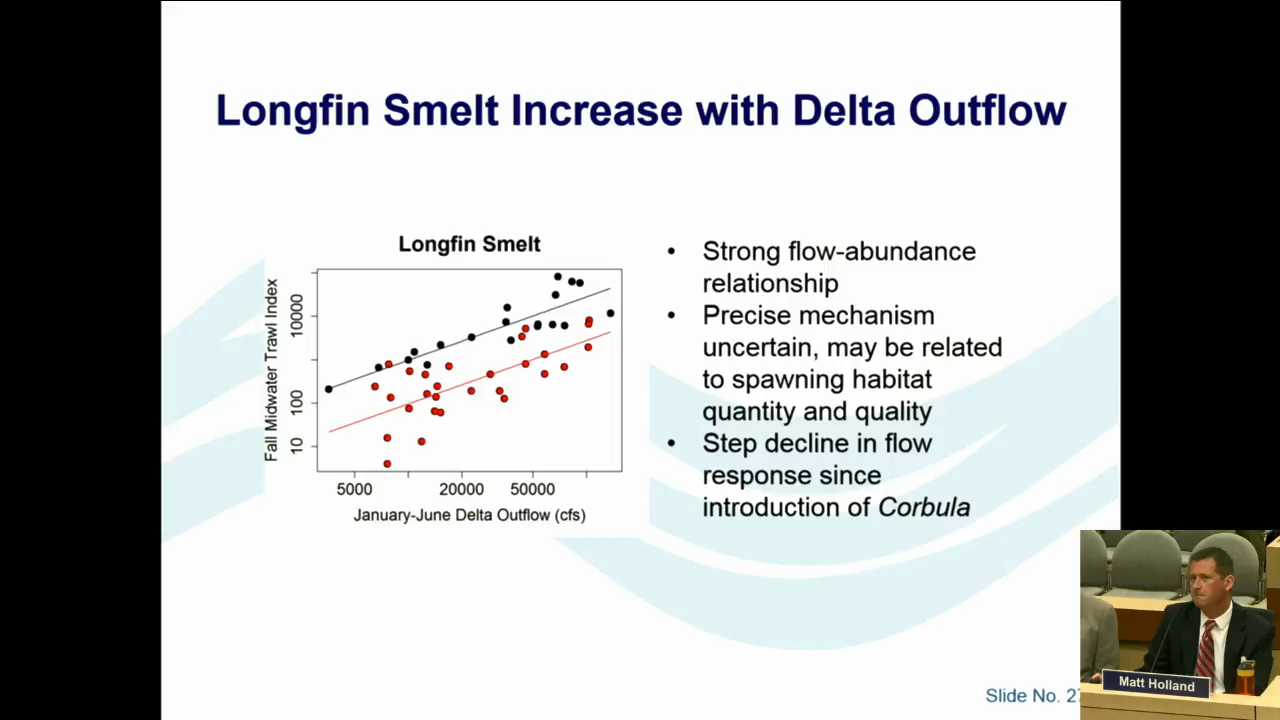 Longfin Smelt Increase with Delta Outflow
Longfin Smelt
Fall Midwater Trawl Index
10000
100
10
5000
20000
50000
January-June Delta Outflow (cfs)
• Strong flow-abundance
relationship
• Precise mechanism
uncertain, may be related
to spawning habitat
quantity and quality
• Step decline in flow
response since
introduction of Corbula
Matt Holland
Slide No. 27